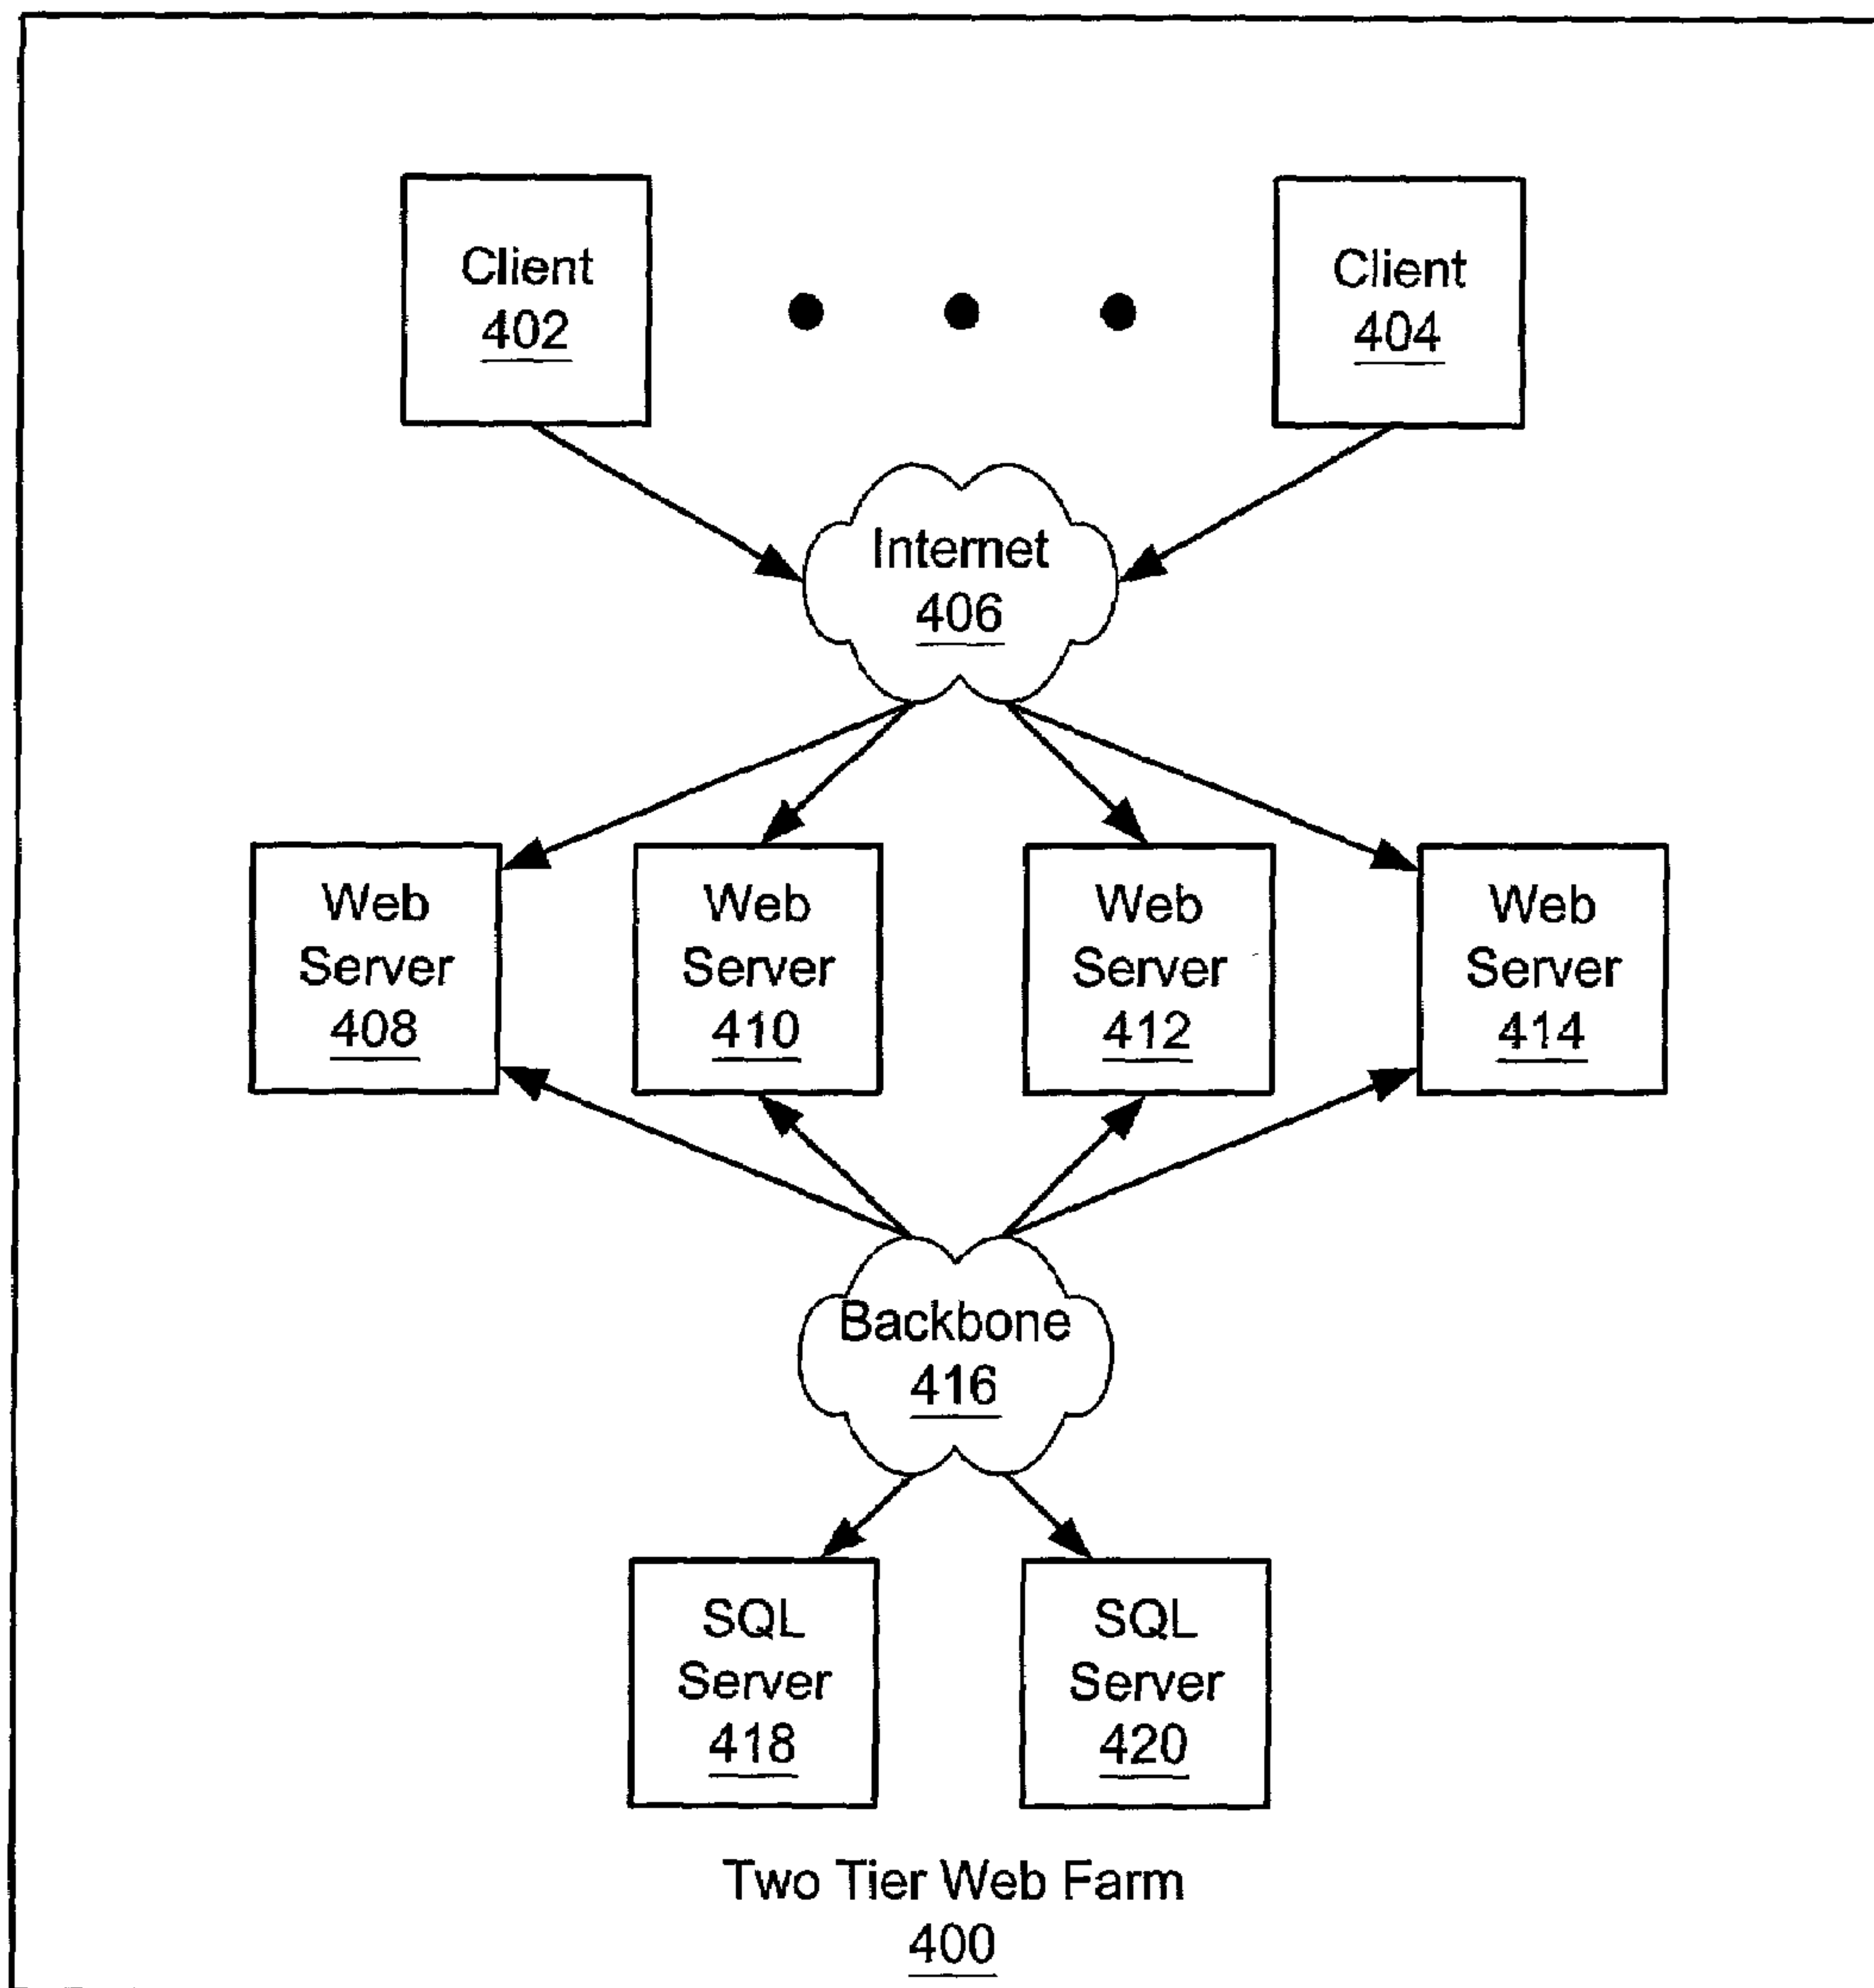 Client
402
Client
404
Internet
406
Web
Server
408
Web
Server
410
Web
Server
412
Web
Server
414
Backbone
416
SQL
Server
418
SQL
Server
420
Two Tier Web Farm
400